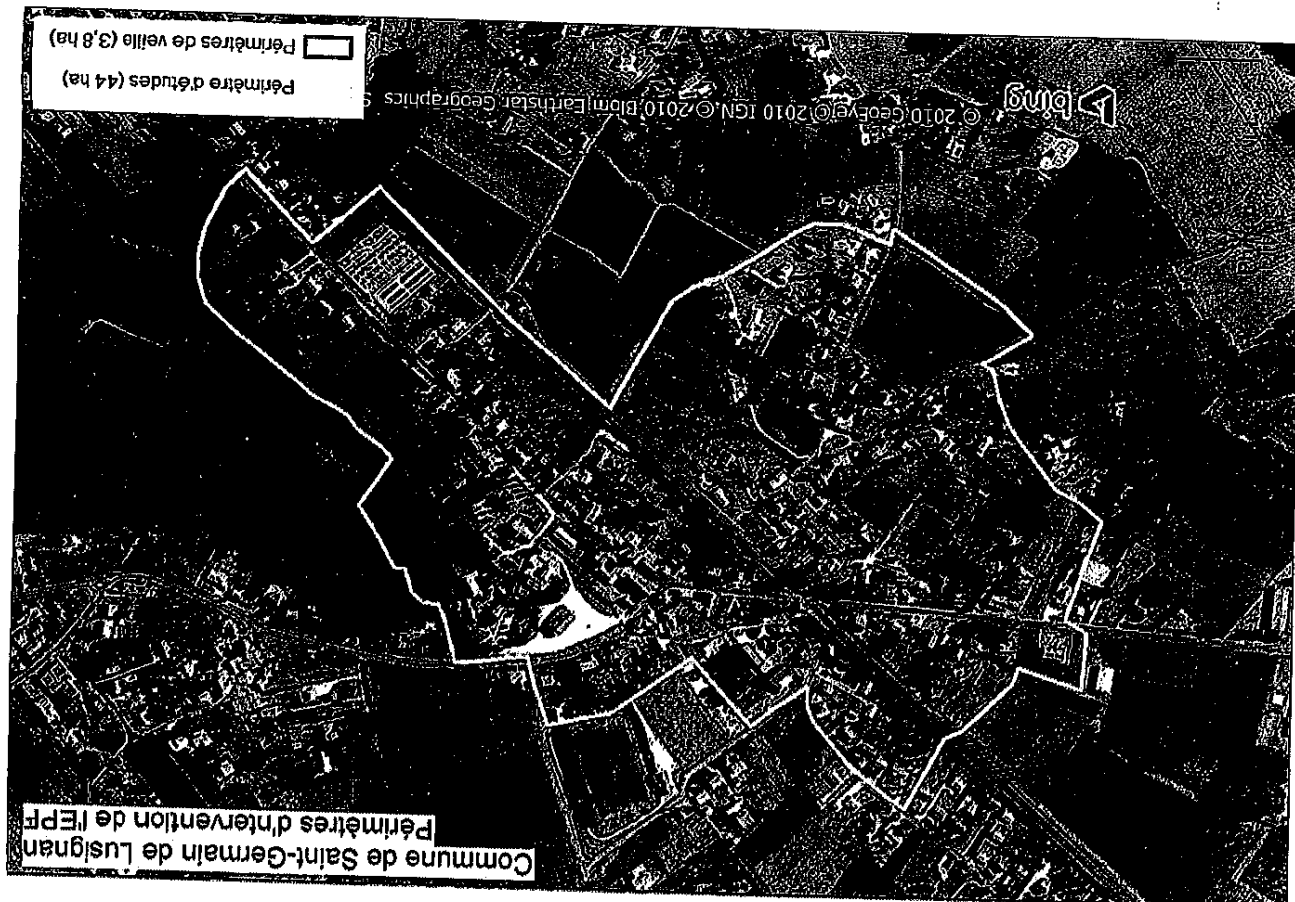 Commune de Saint-Germain de Lusignan
Périmètres d'intervention de l'EPF
bing
© 2010 GeoEye © 2010 IGN, © 2010 Blom, Earthstar Geographics
Périmètre d'études (44 ha)
Périmètres de veille (3,8 ha)